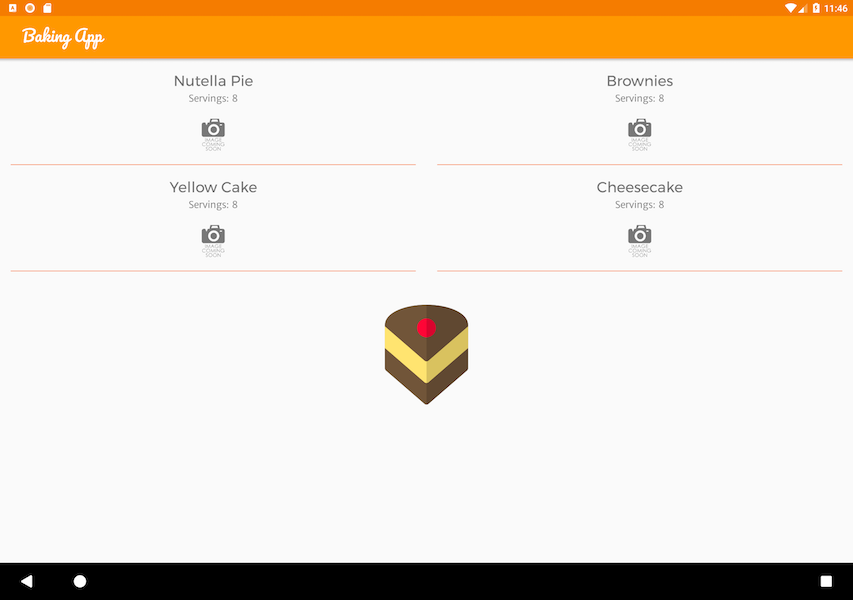 11:46
Baking App
Nutella Pie
Servings: 8
IMAGE
COMING
SOON
Brownies
Servings: 8
IMAGE
COMING
SOON
Yellow Cake
Servings: 8
IMAGE
COMING
SOON
Cheesecake
Servings: 8
IMAGE
COMING
SOON